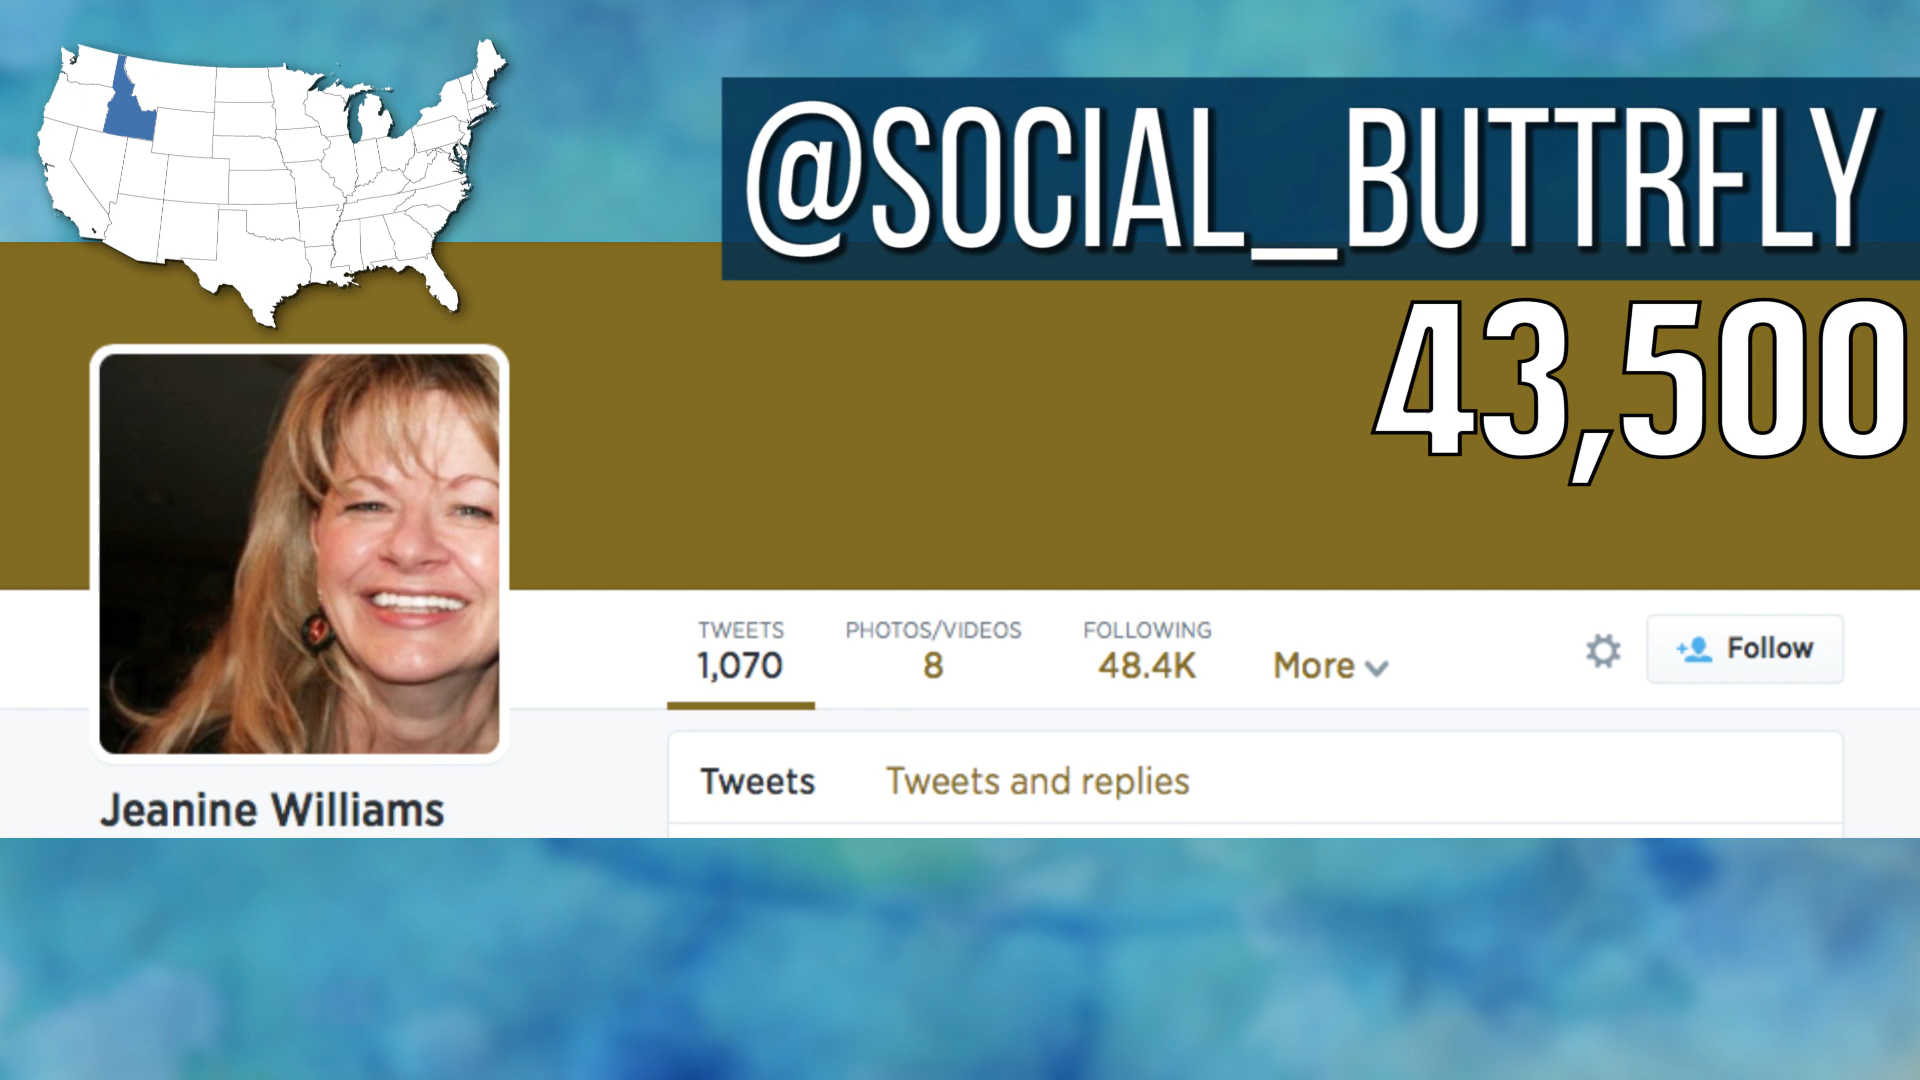 @SOCIAL_BUTTRFLY
43,500
TWEETS PHOTOS/VIDEOS FOLLOWING
1,070 8 48.4K More Follow
Tweets Tweets and replies
Jeanine Williams